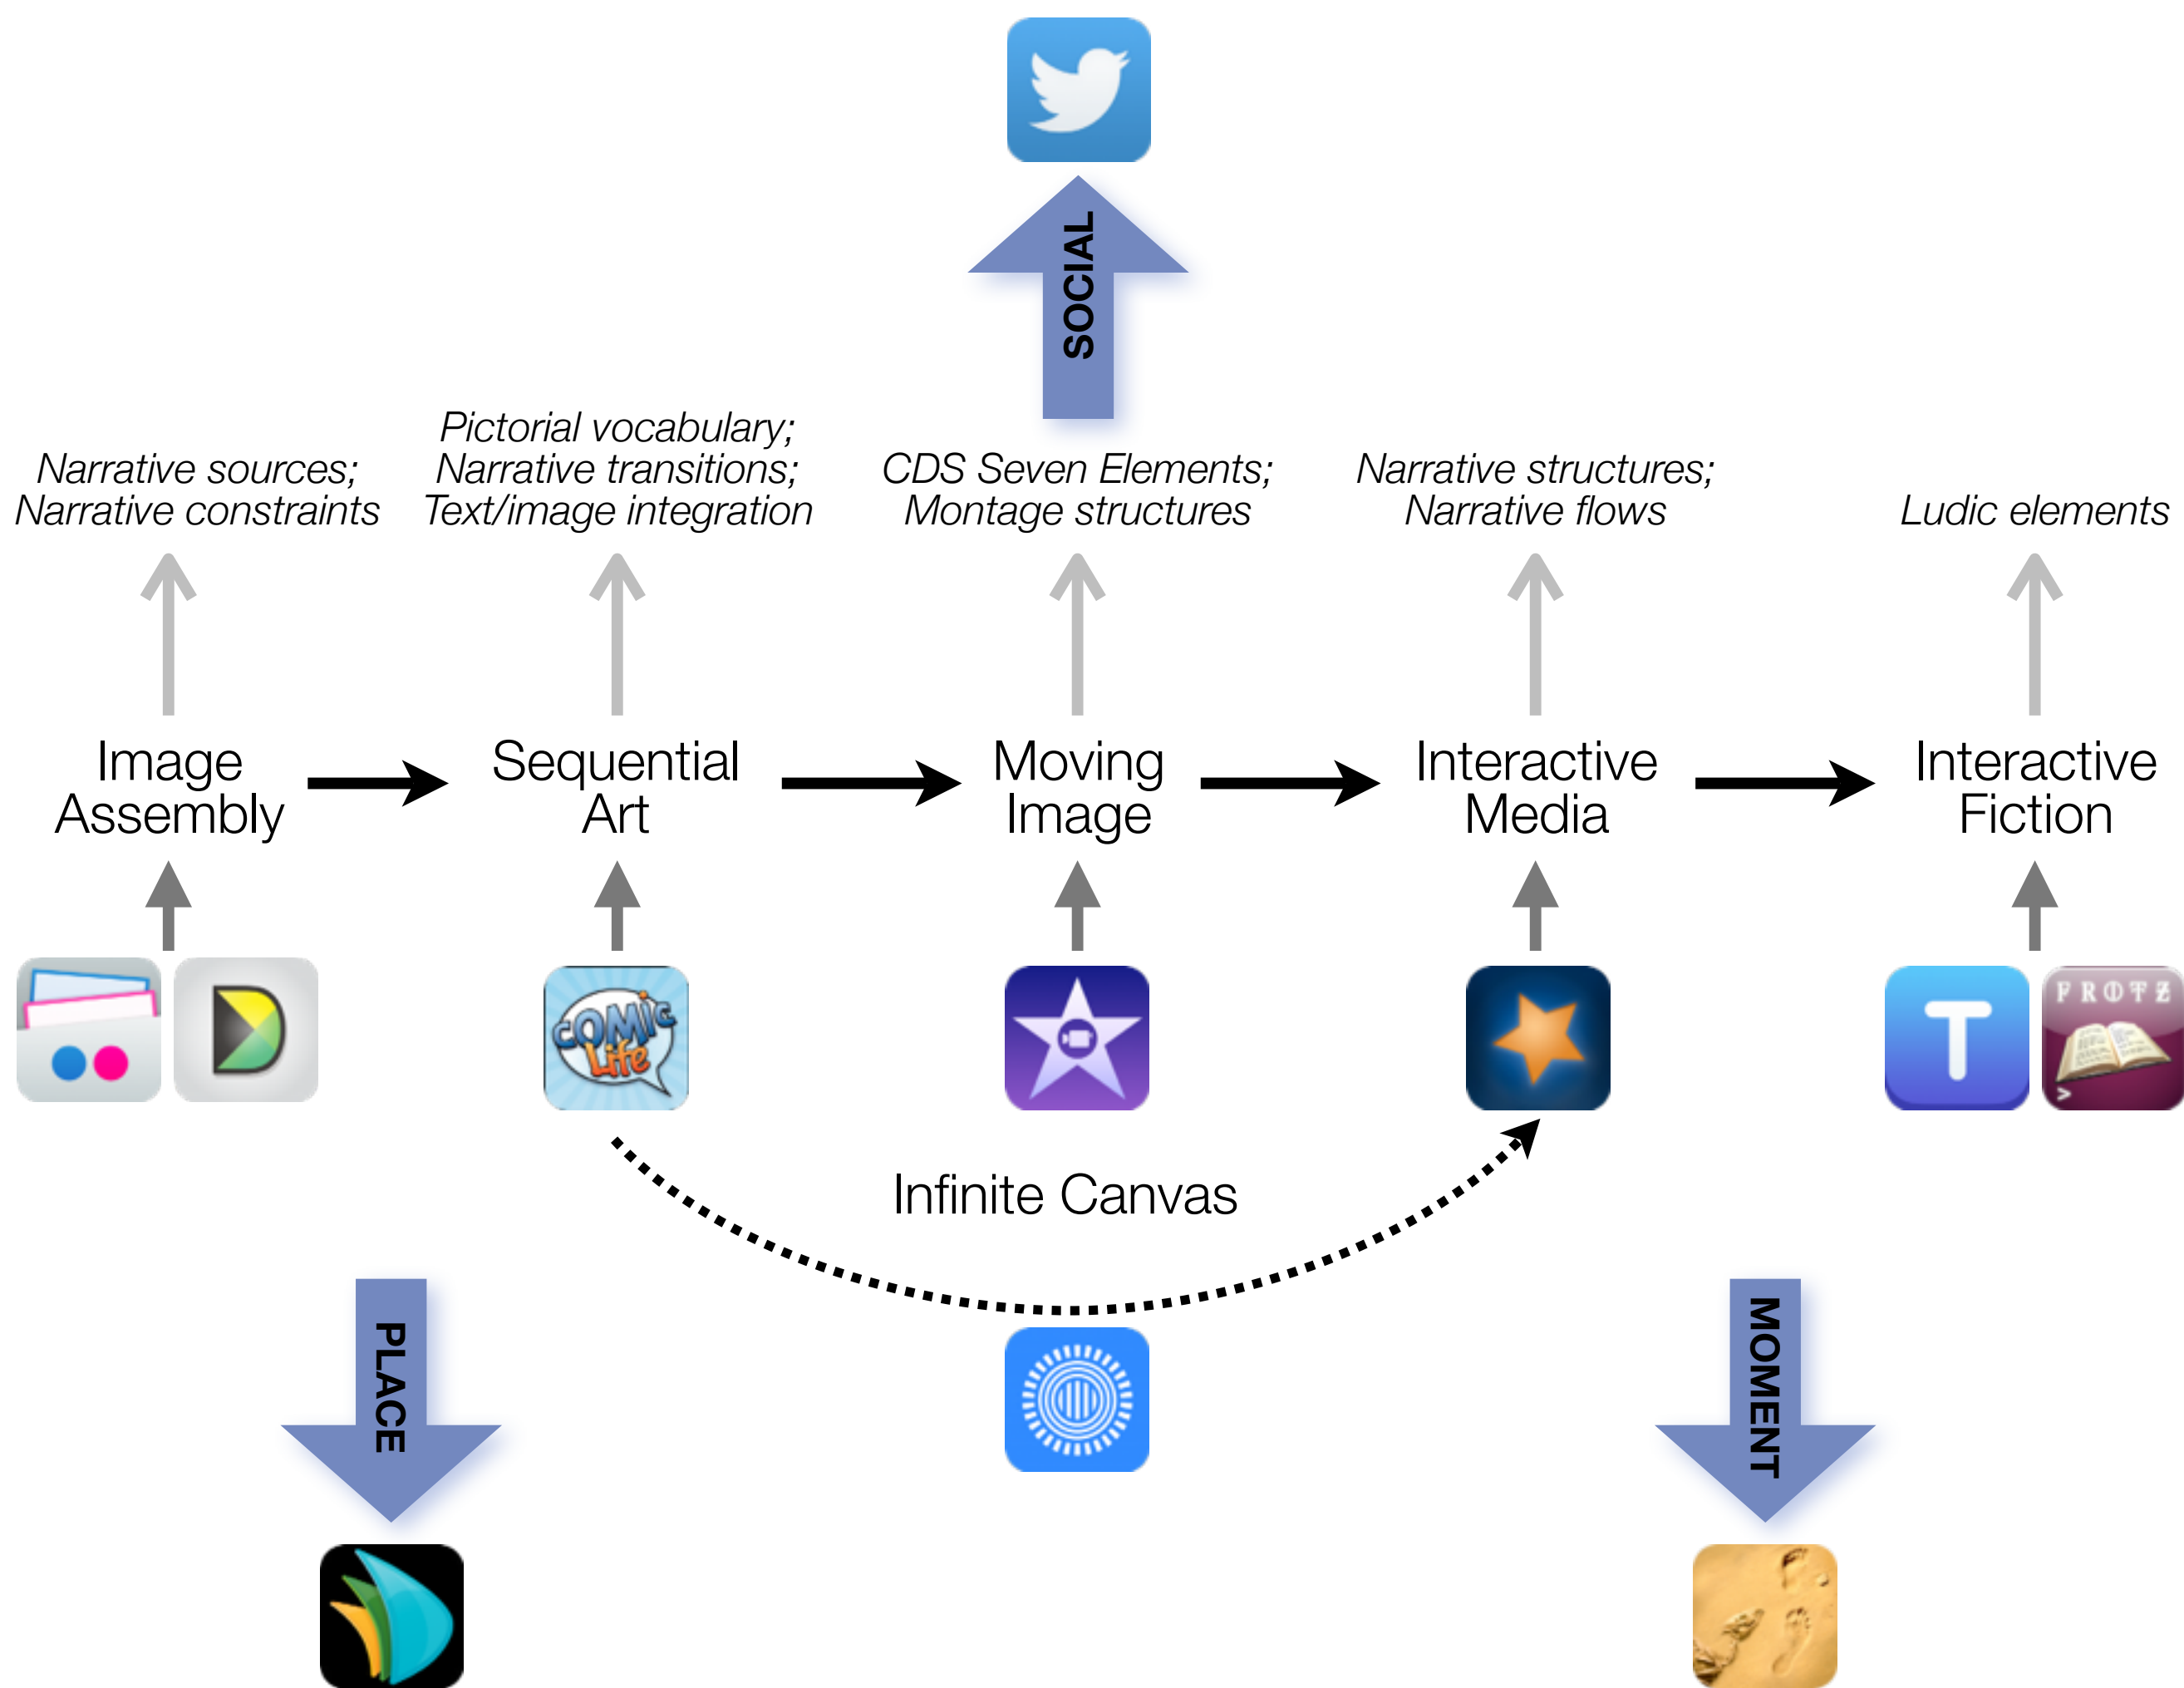 SOCIAL
Narrative sources;
Narrative constraints
Pictorial vocabulary;
Narrative transitions;
Text/image integration
CDS Seven Elements;
Montage structures
Narrative structures;
Narrative flows
Ludic elements
Image
Assembly
Sequential
Art
Moving
Image
Interactive
Media
Interactive
Fiction
COMIC
Life
T
FROTZ
>
Infinite Canvas
PLACE
MOMENT